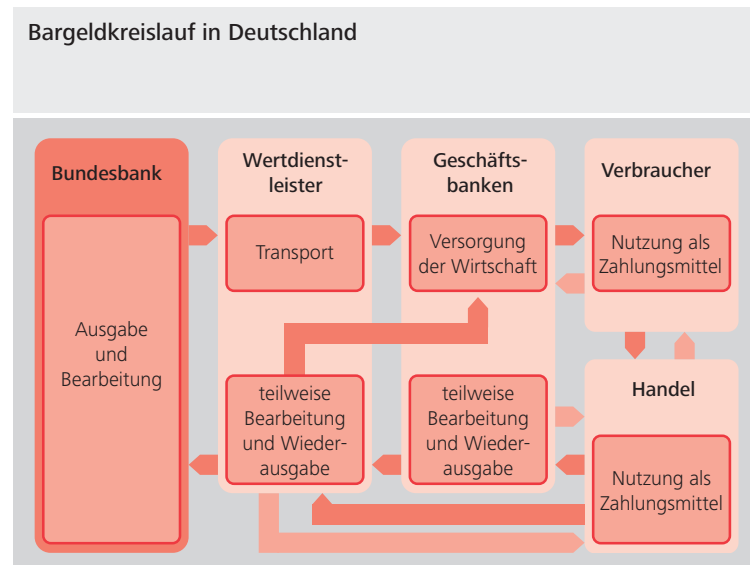 Bargeldkreislauf in Deutschland
Bundesbank
Ausgabe
und
Bearbeitung
Wertdienst-
leister
Transport
teilweise
Bearbeitung
und Wieder-
ausgabe
Geschäfts-
banken
Versorgung
der Wirtschaft
teilweise
Bearbeitung
und Wieder-
ausgabe
Verbraucher
Nutzung als
Zahlungsmittel
Handel
Nutzung als
Zahlungsmittel